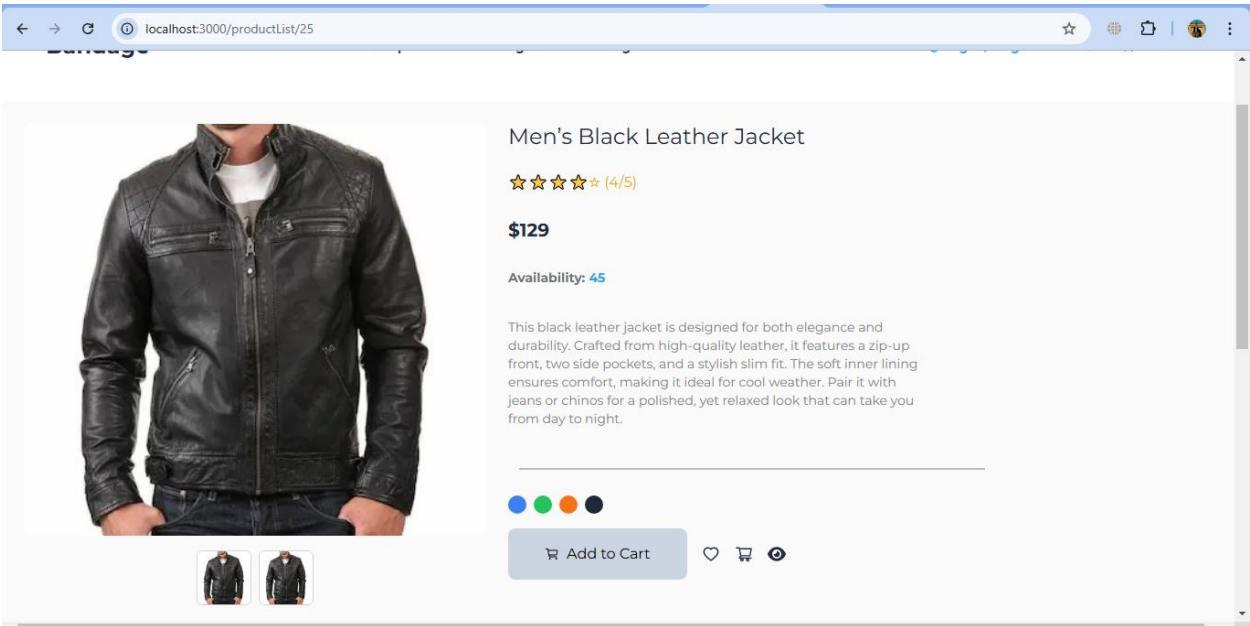 localhost:3000/productList/25
Men’s Black Leather Jacket
(4/5)
$129
Availability: 45
This black leather jacket is designed for both elegance and
durability. Crafted from high-quality leather, it features a zip-up
front, two side pockets, and a stylish slim fit. The soft inner lining
ensures comfort, making it ideal for cool weather. Pair it with
jeans or chinos for a polished, yet relaxed look that can take you
from day to night.
Add to Cart